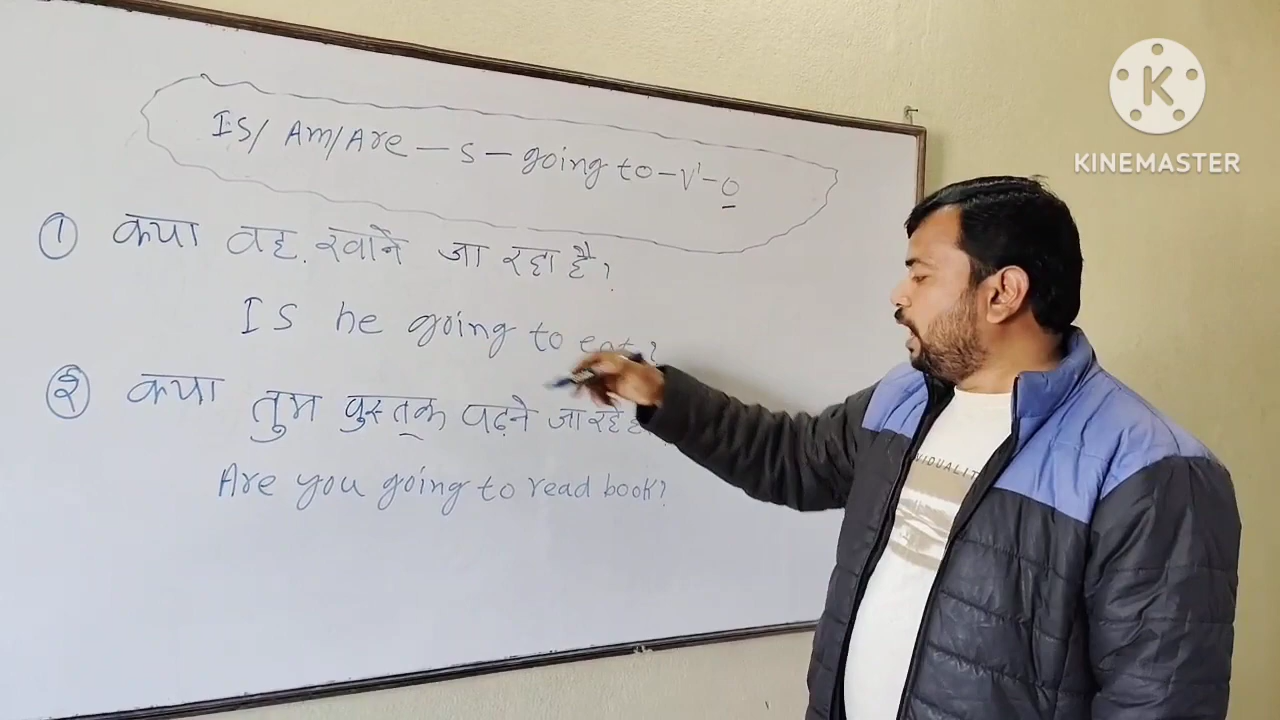 Is/ Am/Are – S – going to – V¹ – O
① क्या वह खाने जा रहा है?
Is he going to eat?
② क्या तुम पुस्तक पढ़ने जा रहे
Are you going to read book?
VIDUALITY
KINEMASTER